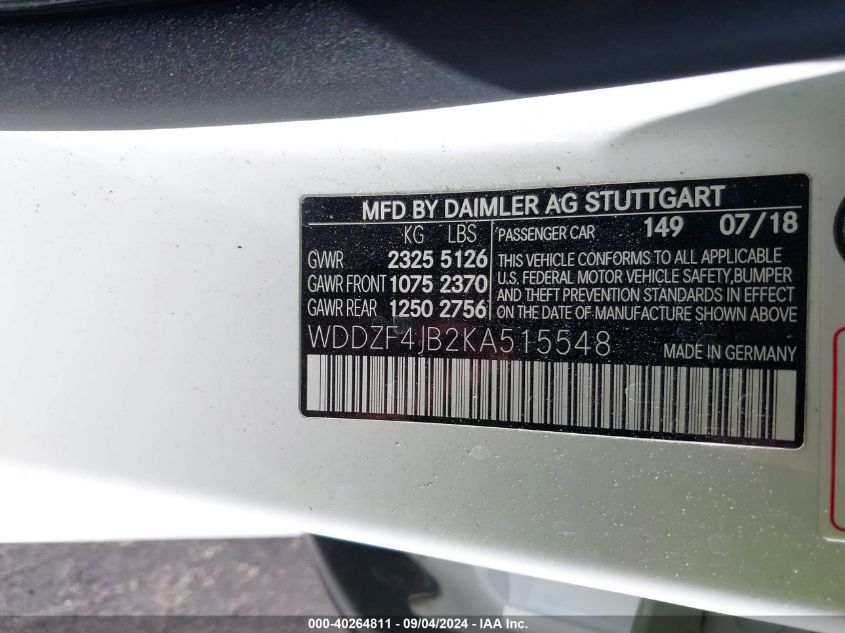 MFD BY DAIMLER AG STUTTGART
KG LBS
GVWR 2325 5126
GAWR FRONT 1075 2370
GAWR REAR 1250 2756
PASSENGER CAR 149 07/18
THIS VEHICLE CONFORMS TO ALL APPLICABLE
U.S. FEDERAL MOTOR VEHICLE SAFETY,BUMPER
AND THEFT PREVENTION STANDARDS IN EFFECT
ON THE DATE OF MANUFACTURE SHOWN ABOVE
WDDZF4JB2KA515548 MADE IN GERMANY
000-40264811 - 09/04/2024 - IAA Inc.